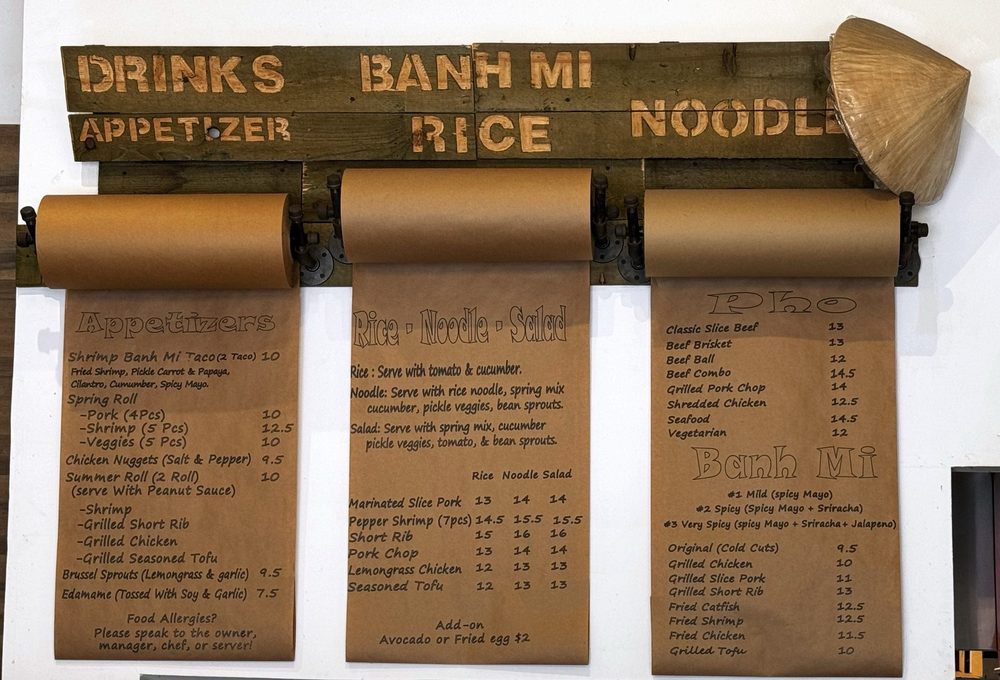 DRINKS BANH MI
NOODLE
APPETIZER RICE
Appetizers
Shrimp Banh Mi Taco(2 Taco) 10
Fried Shrimp, Pickle Carrot & Papaya,
Cilantro, Cumumber, Spicy Mayo.
Spring Roll
-Pork (4Pcs) 10
-Shrimp (5 Pcs) 12.5
-Veggies (5 Pcs) 10
Chicken Nuggets (Salt & Pepper) 9.5
Summer Roll (2 Roll) 10
(serve With Peanut Sauce)
-Shrimp
-Grilled Short Rib
-Grilled Chicken
-Grilled Seasoned Tofu
Brussel Sprouts (Lemongrass & garlic) 9.5
Edamame (Tossed With Soy & Garlic) 7.5
Food Allergies?
Please speak to the owner,
manager, chef, or server!
Rice - Noodle - Salad
Rice : Serve with tomato & cucumber.
Noodle: Serve with rice noodle, spring mix
cucumber, pickle veggies, bean sprouts.
Salad: Serve with spring mix, cucumber
pickle veggies, tomato, & bean sprouts.
Rice Noodle Salad
Marinated Slice Pork 13 14 14
Pepper Shrimp (7pcs) 14.5 15.5 15.5
Short Rib 15 16 16
Pork Chop 13 14 14
Lemongrass Chicken 12 13 13
Seasoned Tofu 12 13 13
Add-on
Avocado or Fried egg $2
Pho
Classic Slice Beef 13
Beef Brisket 13
Beef Ball 12
Beef Combo 14.5
Grilled Pork Chop 14
Shredded Chicken 12.5
Seafood 14.5
Vegetarian 12
Banh Mi
#1 Mild (spicy Mayo)
#2 Spicy (Spicy Mayo + Sriracha)
#3 Very Spicy (spicy Mayo + Sriracha+ Jalapeno)
Original (Cold Cuts) 9.5
Grilled Chicken 10
Grilled Slice Pork 11
Grilled Short Rib 13
Fried Catfish 12.5
Fried Shrimp 12.5
Fried Chicken 11.5
Grilled Tofu 10